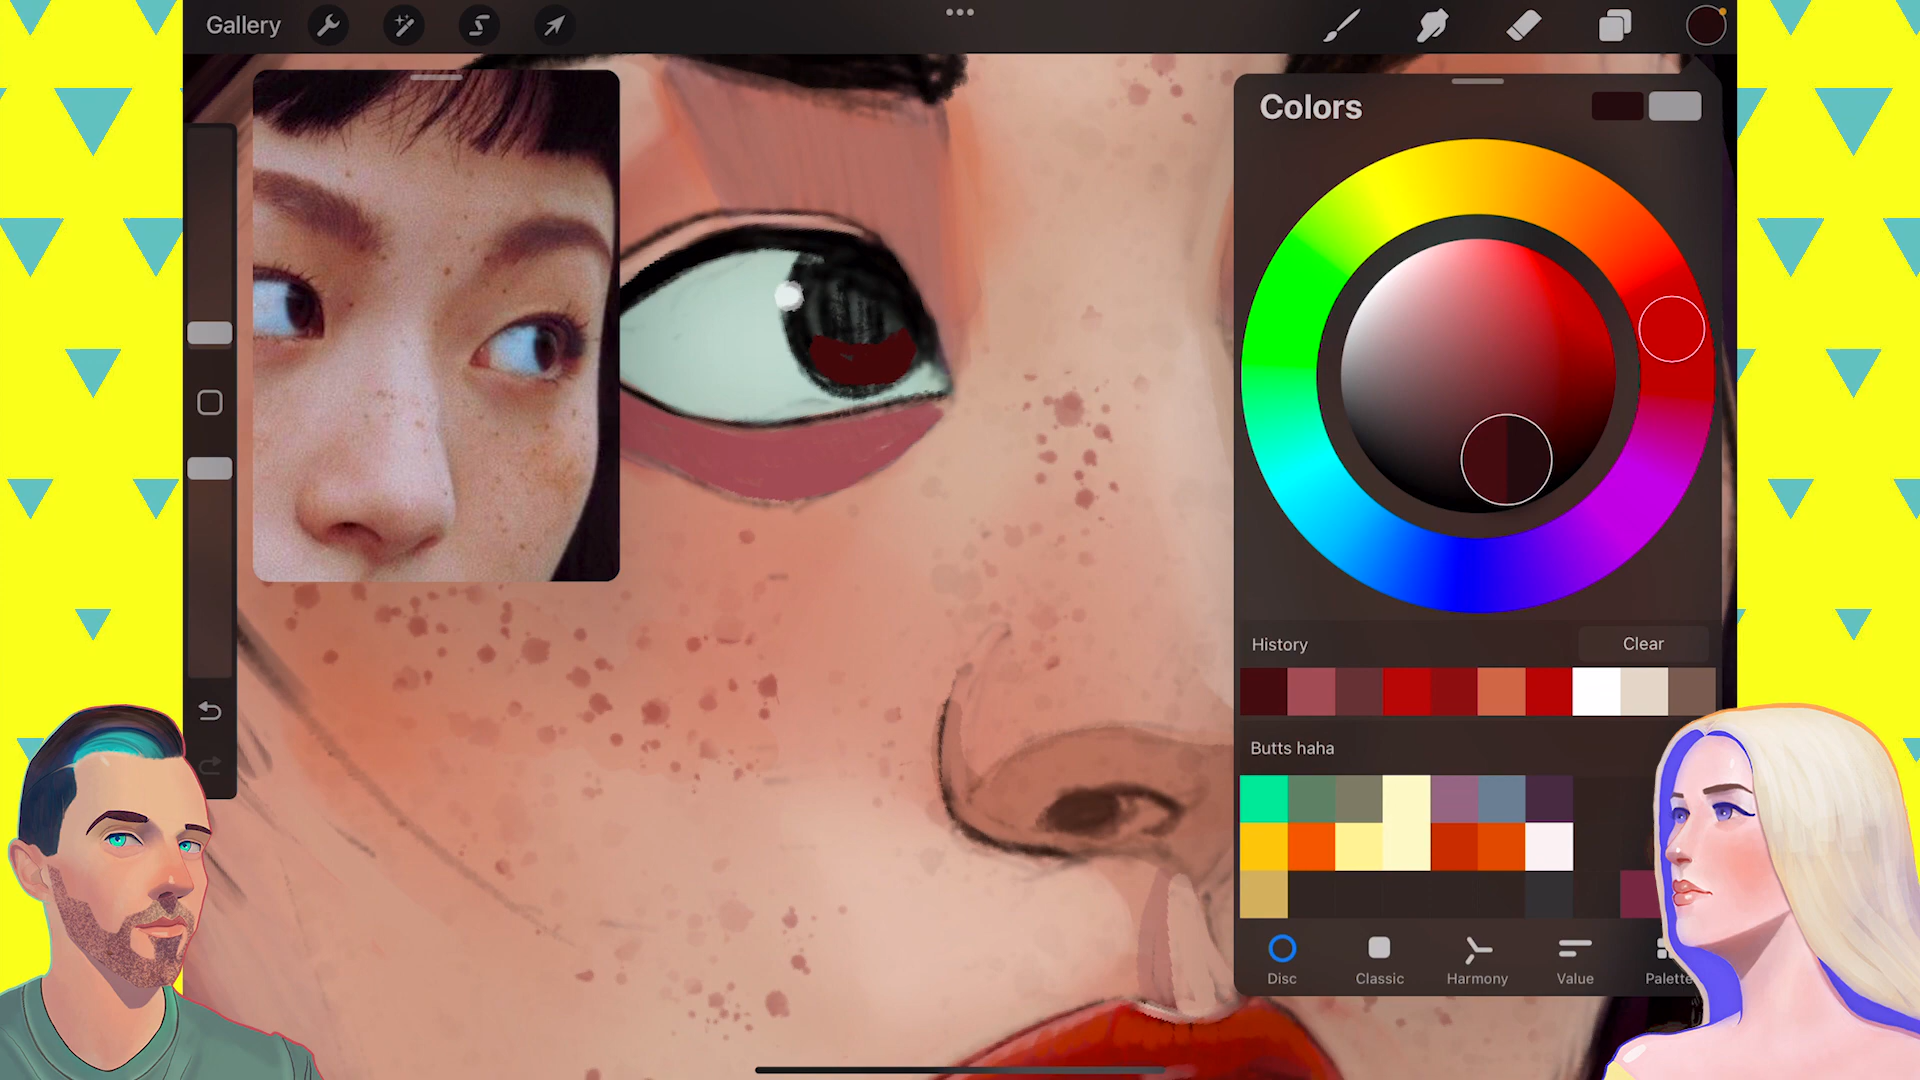 Gallery
Colors
History
Clear
Butts haha
Disc
Classic
Harmony
Value
Palette